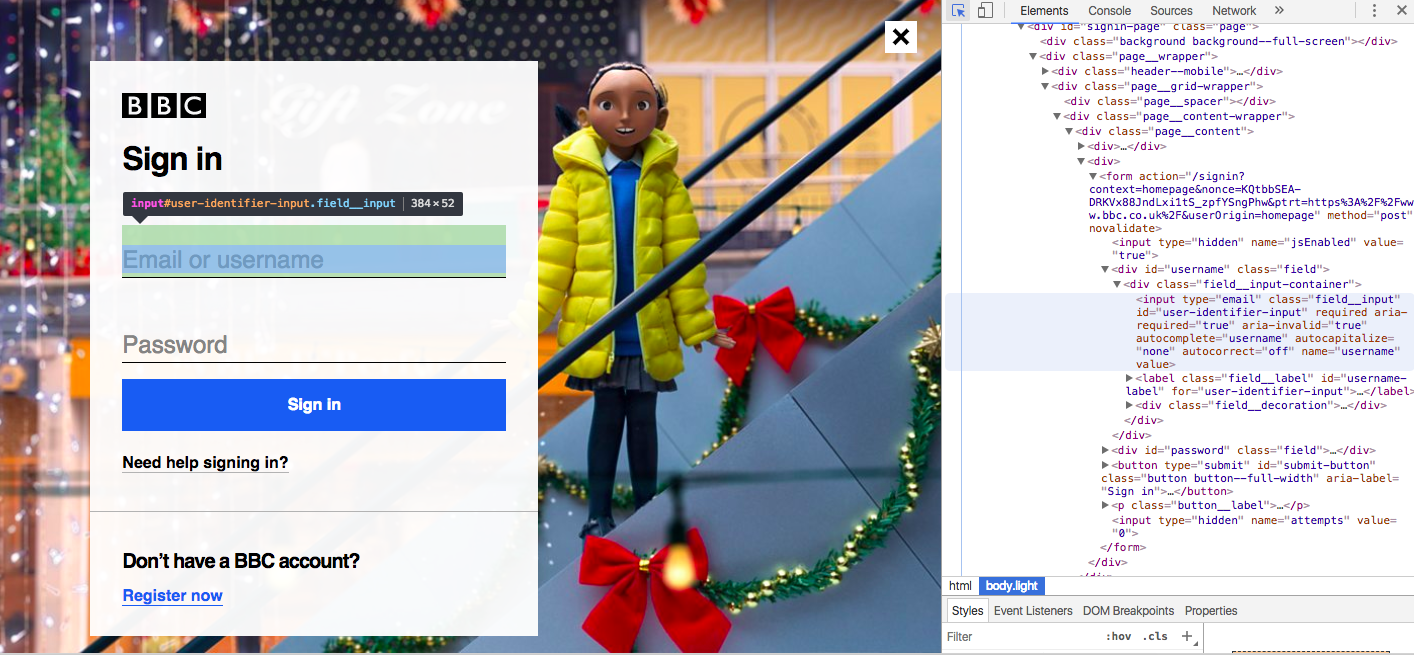 BBC
Gift Zone
Sign in
input#user-identifier-input.field__input | 384 × 52
Email or username
Password
Sign in
Need help signing in?
Don’t have a BBC account?
Register now
Elements Console Sources Network »
▼<div id="signin-page" class="page">
<div class="background background--full-screen"></div>
▼<div class="page__wrapper">
▶<div class="header--mobile">…</div>
▼<div class="page__grid-wrapper">
<div class="page__spacer"></div>
▼<div class="page__content-wrapper">
▼<div class="page__content">
▶<div>…</div>
▼<div>
▼<form action="/signin?
context=homepage&nonce=KQtbbSEA-
DRKVx88JndLxi1tS_zpfYSngPhw&ptrt=https%3A%2F%2Fww
w.bbc.co.uk%2F&userOrigin=homepage" method="post"
novalidate>
<input type="hidden" name="jsEnabled" value=
"true">
▼<div id="username" class="field">
▼<div class="field__input-container">
<input type="email" class="field__input"
id="user-identifier-input" required aria-
required="true" aria-invalid="true"
autocomplete="username" autocapitalize=
"none" autocorrect="off" name="username"
value>
▶<label class="field__label" id="username-
label" for="user-identifier-input">…</label>
▶<div class="field__decoration">…</div>
</div>
</div>
▶<div id="password" class="field">…</div>
▶<button type="submit" id="submit-button"
class="button button--full-width" aria-label=
"Sign in">…</button>
▶<p class="button__label">…</p>
<input type="hidden" name="attempts" value=
"0">
</form>
</div>
</div>
html body.light
Styles Event Listeners DOM Breakpoints Properties
Filter :hov .cls +